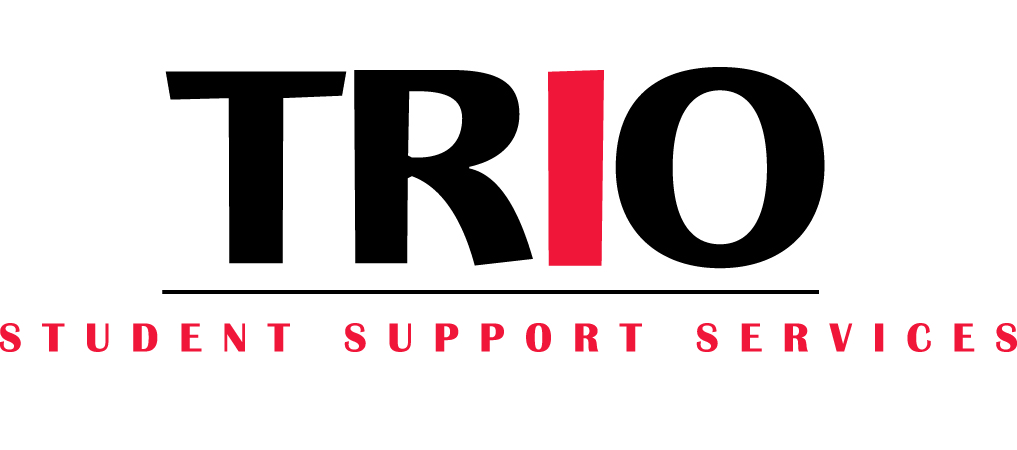 TRIO
STUDENT SUPPORT SERVICES